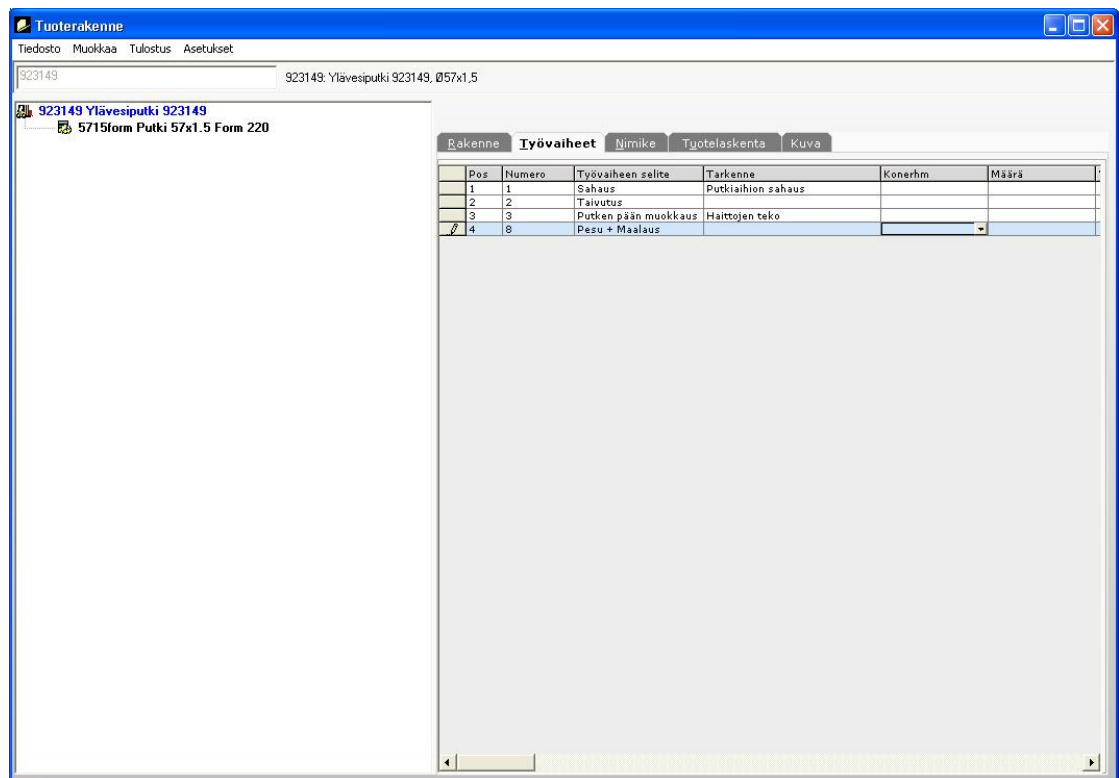 Tuoterakenne
Tiedosto Muokkaa Tulostus Asetukset
923149 923149: Ylävesiputki 923149, Ø57x1,5
923149 Ylävesiputki 923149
5715form Putki 57x1.5 Form 220
Rakenne Työvaiheet Nimike Tuotelaskenta Kuva
Pos Numero Työvaiheen selite Tarkenne Konerhm Määrä
1 1 Sahaus Putkiaihion sahaus
2 2 Taivutus
3 3 Putken pään muokkaus Haittojen teko
4 8 Pesu + Maalaus